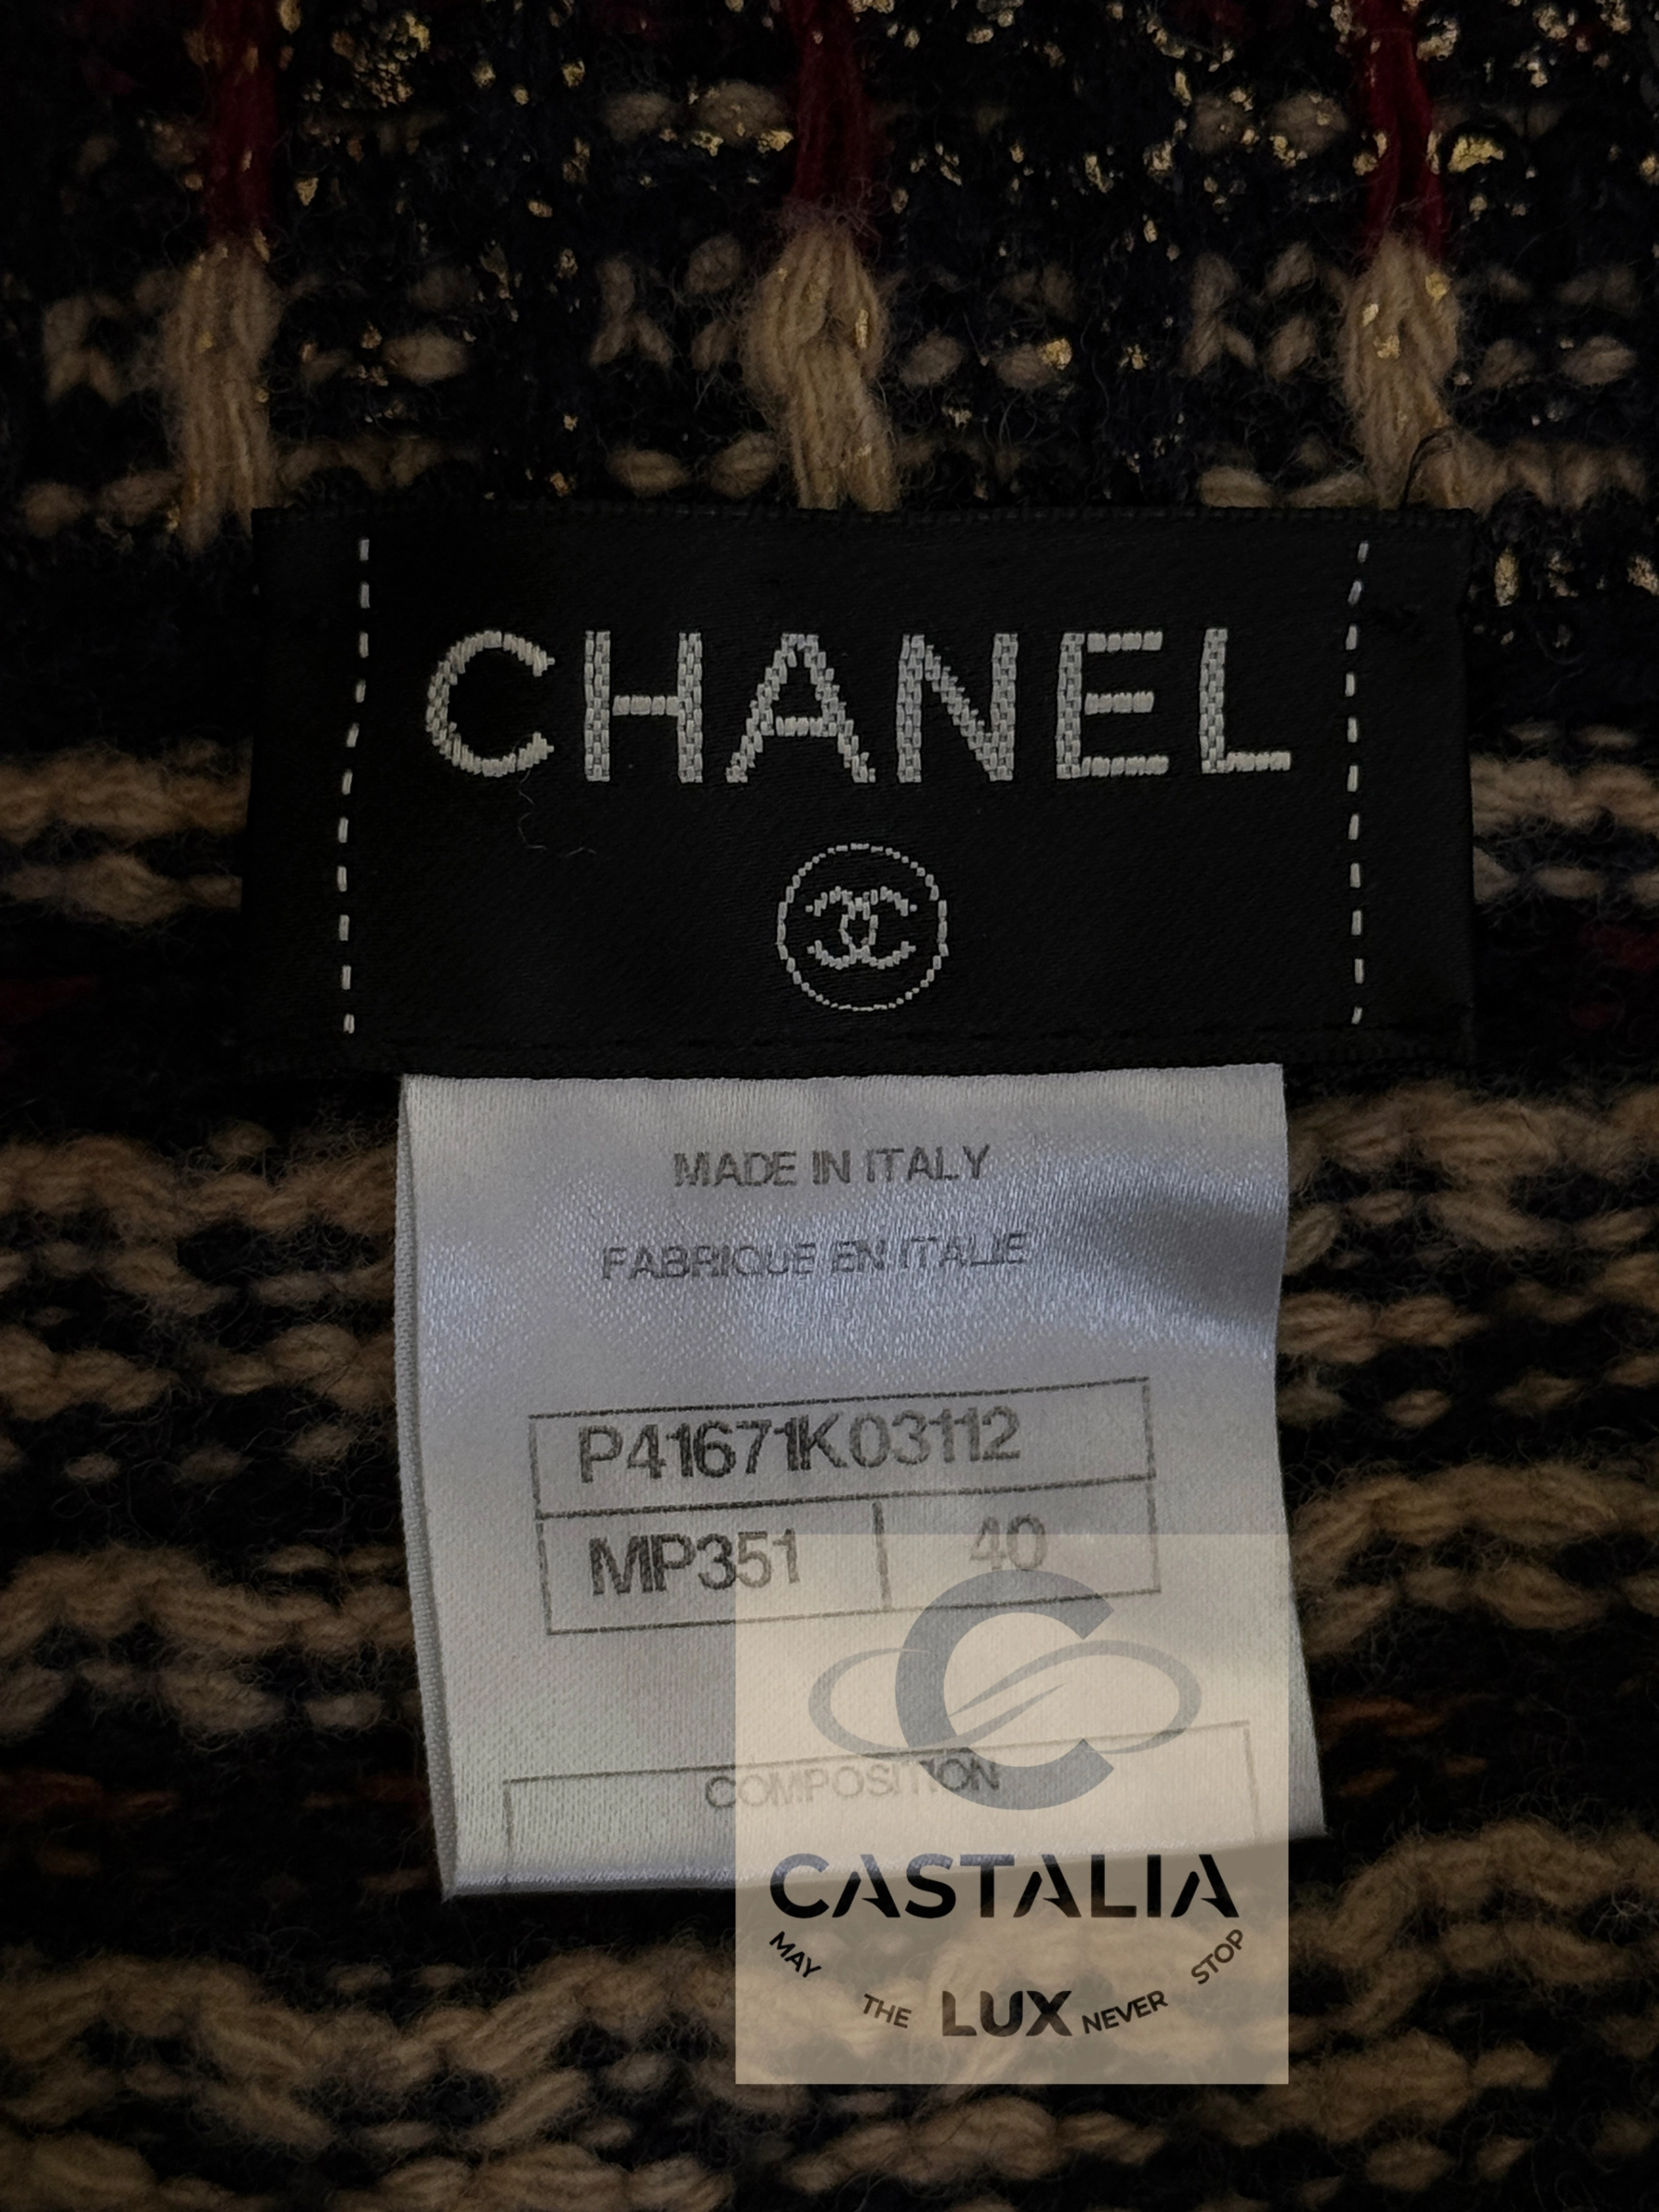 CHANEL
MADE IN ITALY
FABRIQUE EN ITALIE
P41671K03112
MP351 40
COMPOSITION
CASTALIA
MAY THE LUX NEVER STOP